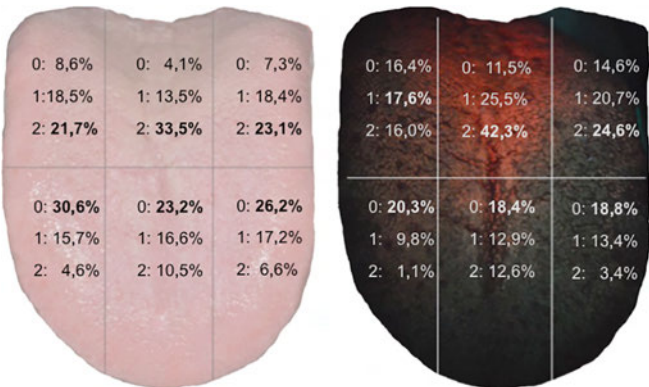 0: 8,6% 0: 4,1% 0: 7,3%
1:18,5% 1: 13,5% 1: 18,4%
2: 21,7% 2: 33,5% 2: 23,1%
0: 30,6% 0: 23,2% 0: 26,2%
1: 15,7% 1: 16,6% 1: 17,2%
2: 4,6% 2: 10,5% 2: 6,6%
0: 16,4% 0: 11,5% 0: 14,6%
1: 17,6% 1: 25,5% 1: 20,7%
2: 16,0% 2: 42,3% 2: 24,6%
0: 20,3% 0: 18,4% 0: 18,8%
1: 9,8% 1: 12,9% 1: 13,4%
2: 1,1% 2: 12,6% 2: 3,4%